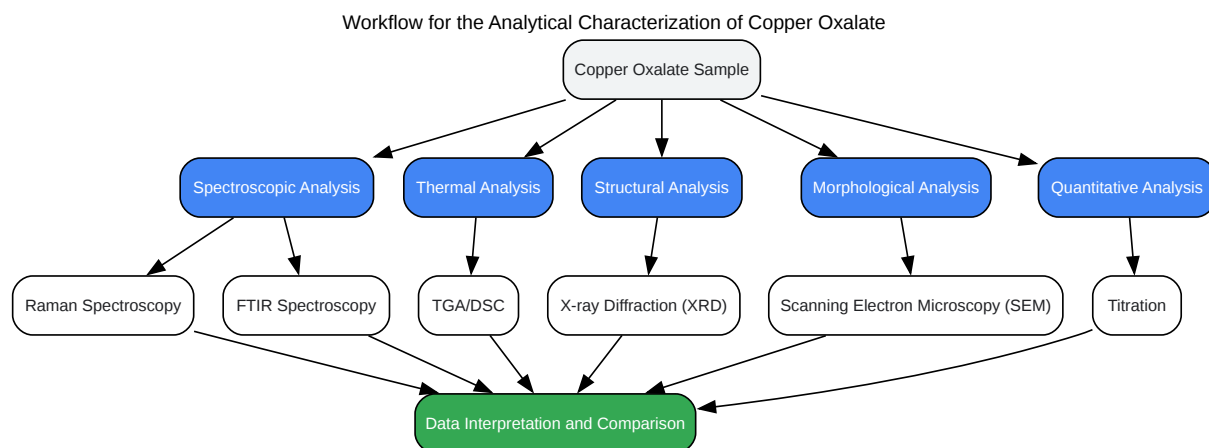 Workflow for the Analytical Characterization of Copper Oxalate
Copper Oxalate Sample
Spectroscopic Analysis
Thermal Analysis
Structural Analysis
Morphological Analysis
Quantitative Analysis
Raman Spectroscopy
FTIR Spectroscopy
TGA/DSC
X-ray Diffraction (XRD)
Scanning Electron Microscopy (SEM)
Titration
Data Interpretation and Comparison